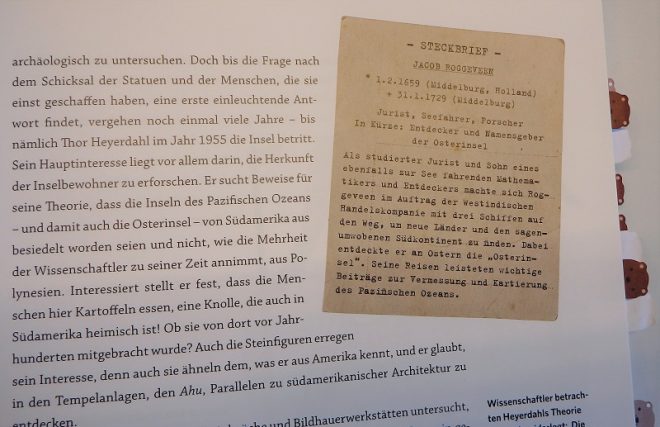 archäologisch zu untersuchen. Doch bis die Frage nach
dem Schicksal der Statuen und der Menschen, die sie
einst geschaffen haben, eine erste einleuchtende Ant-
wort findet, vergehen noch einmal viele Jahre – bis
nämlich Thor Heyerdahl im Jahr 1955 die Insel betritt.
Sein Hauptinteresse liegt vor allem darin, die Herkunft
der Inselbewohner zu erforschen. Er sucht Beweise für
seine Theorie, dass die Inseln des Pazifischen Ozeans
– und damit auch die Osterinsel – von Südamerika aus
besiedelt worden seien und nicht, wie die Mehrheit
der Wissenschaftler zu seiner Zeit annimmt, aus Po-
lynesien. Interessiert stellt er fest, dass die Men-
schen hier Kartoffeln essen, eine Knolle, die auch in
Südamerika heimisch ist! Ob sie von dort vor Jahr-
hunderten mitgebracht wurde? Auch die Steinfiguren erregen
sein Interesse, denn auch sie ähneln dem, was er aus Amerika kennt, und er glaubt,
in den Tempelanlagen, den Ahu, Parallelen zu südamerikanischer Architektur zu
entdecken.
und Bildhauerwerkstätten untersucht,
- STECKBRIEF -
JACOB ROGGEVEEN
* 1.2.1659 (Middelburg, Holland)
+ 31.1.1729 (Middelburg)
Jurist, Seefahrer, Forscher
In Kürze: Entdecker und Namensgeber
der Osterinsel
Als studierter Jurist und Sohn eines
ebenfalls zur See fahrenden Mathema-
tikers und Entdeckers machte sich Rog-
geveen im Auftrag der Westindischen
Handelskompanie mit drei Schiffen auf
den Weg, um neue Länder und den sagen-
umwobenen Südkontinent zu finden. Dabei
entdeckte er an Ostern die „Osterin-
sel". Seine Reisen leisteten wichtige
Beiträge zur Vermessung und Kartierung
des Pazifischen Ozeans.
Wissenschaftler betrach-
ten Heyerdahls Theorie
Die